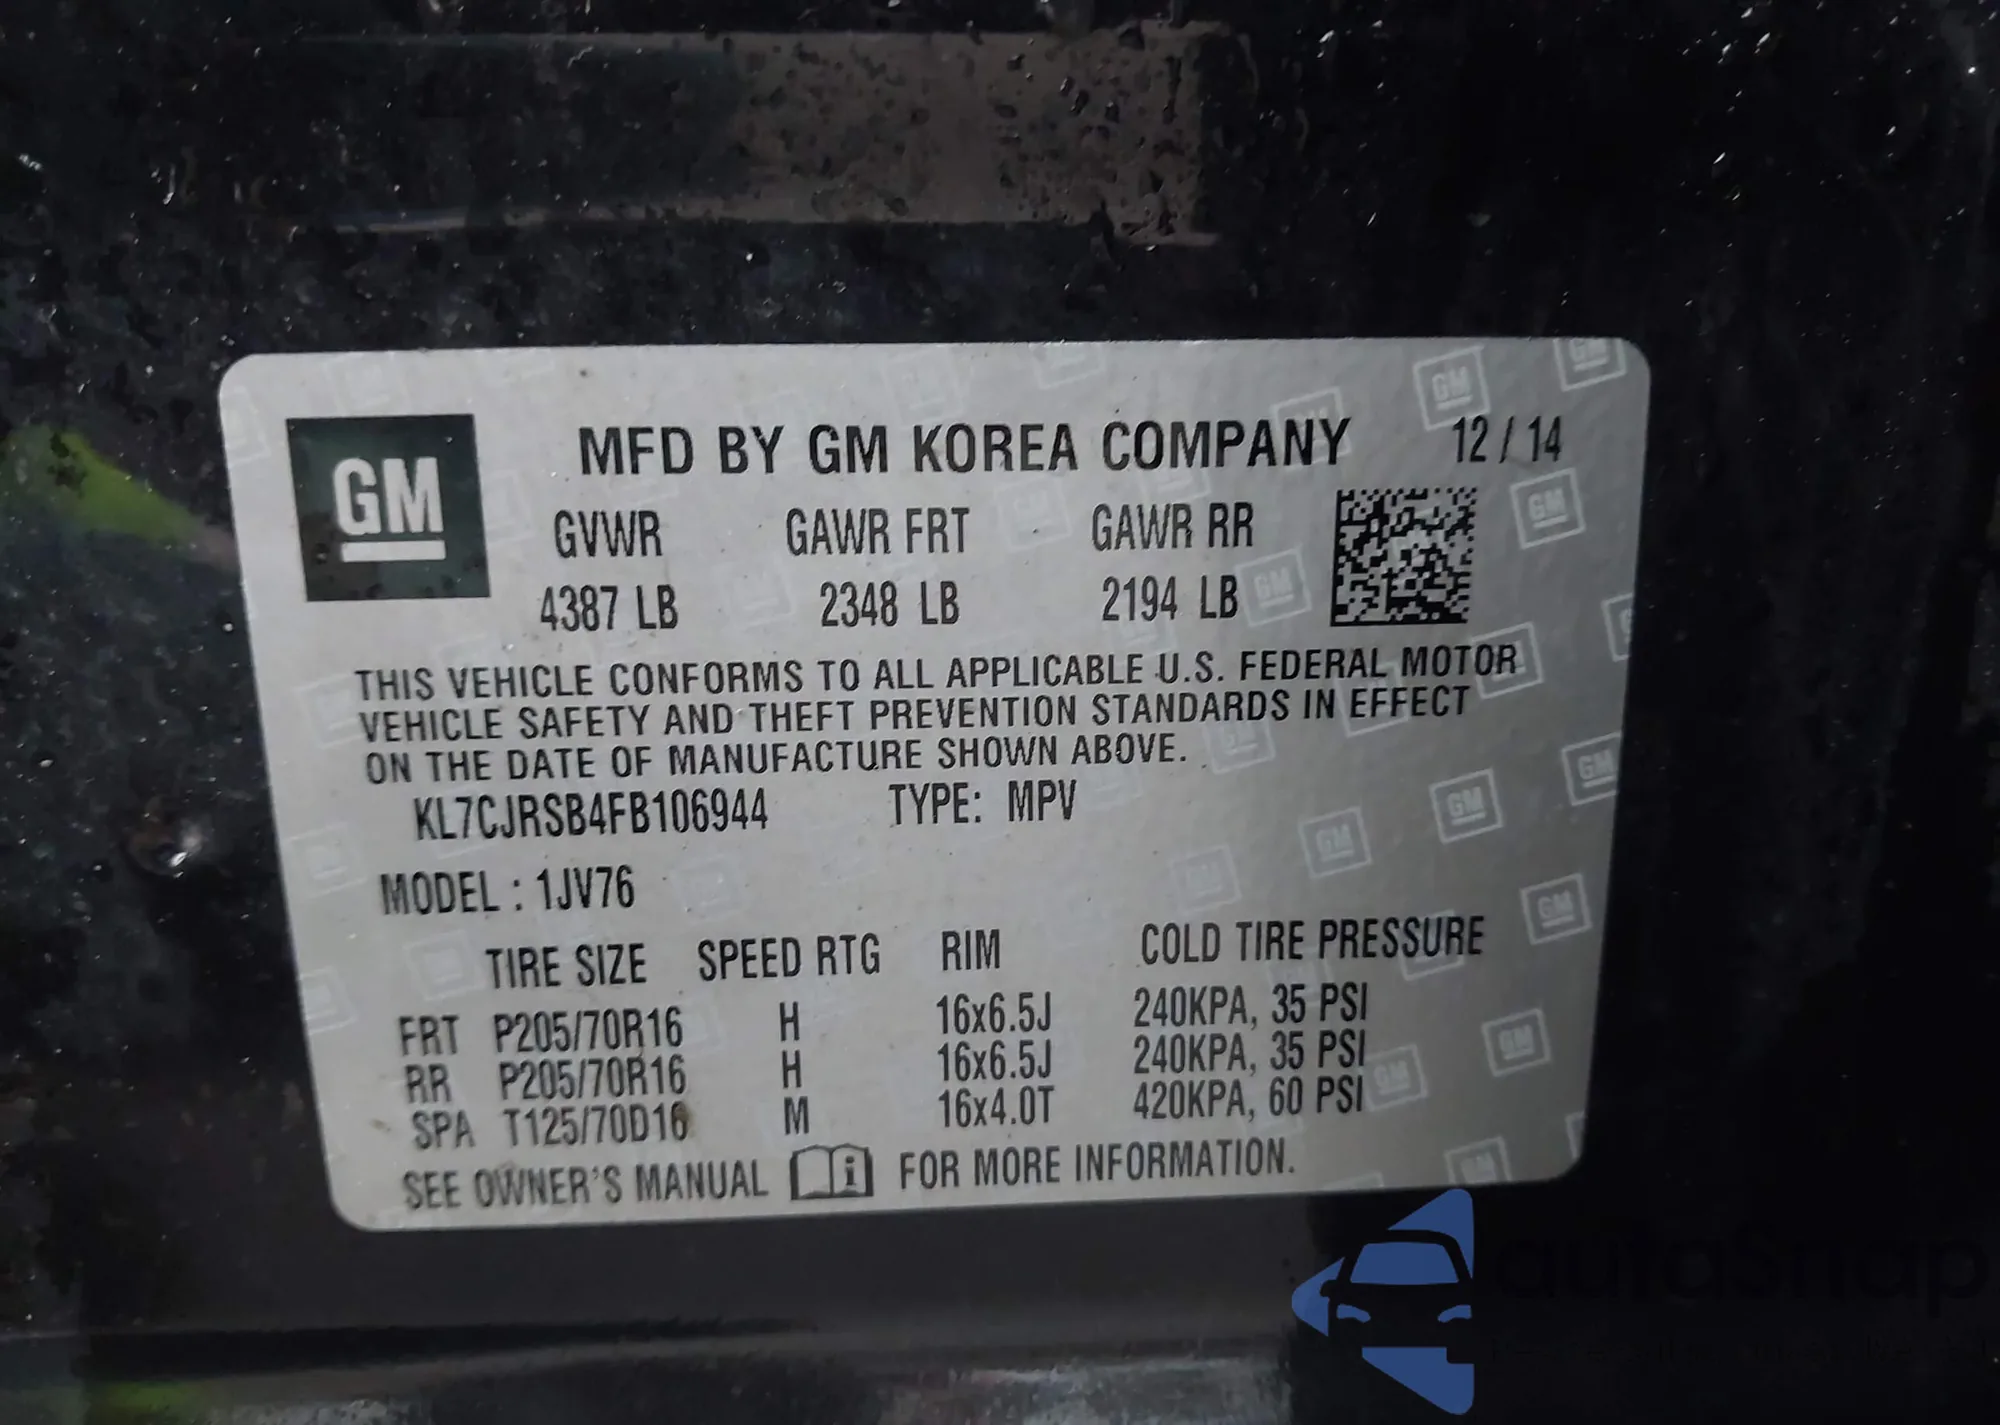 GM
MFD BY GM KOREA COMPANY 12 / 14
GVWR GAWR FRT GAWR RR
4387 LB 2348 LB 2194 LB
THIS VEHICLE CONFORMS TO ALL APPLICABLE U.S. FEDERAL MOTOR
VEHICLE SAFETY AND THEFT PREVENTION STANDARDS IN EFFECT
ON THE DATE OF MANUFACTURE SHOWN ABOVE.
KL7CJRSB4FB106944 TYPE: MPV
MODEL : 1JV76
TIRE SIZE SPEED RTG RIM COLD TIRE PRESSURE
FRT P205/70R16 H 16x6.5J 240KPA, 35 PSI
RR P205/70R16 H 16x6.5J 240KPA, 35 PSI
SPA T125/70D16 M 16x4.0T 420KPA, 60 PSI
SEE OWNER'S MANUAL i FOR MORE INFORMATION.